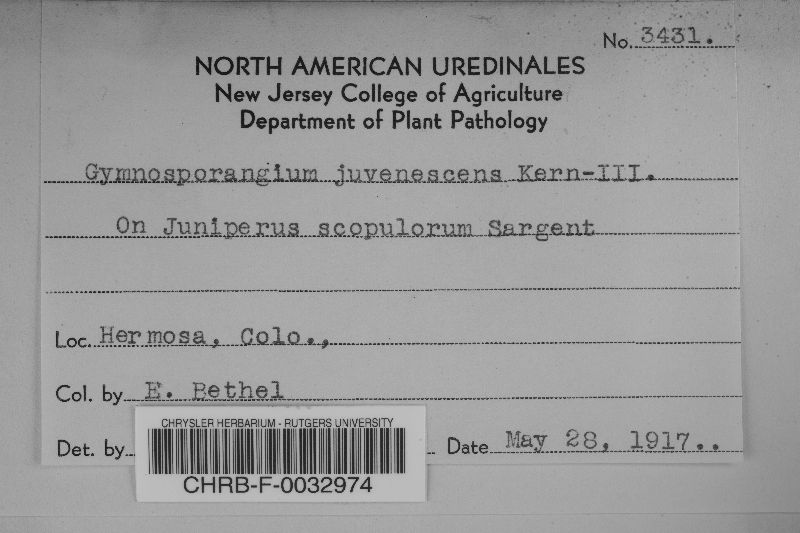 No. 3431.
NORTH AMERICAN UREDINALES
New Jersey College of Agriculture
Department of Plant Pathology
Gymnosporangium juvenescens Kern-III.
On Juniperus scopulorum Sargent
Loc. Hermosa, Colo.,
Col. by E. Bethel
Det. by
Date May 28, 1917..
CHRYSLER HERBARIUM - RUTGERS UNIVERSITY
CHRB-F-0032974